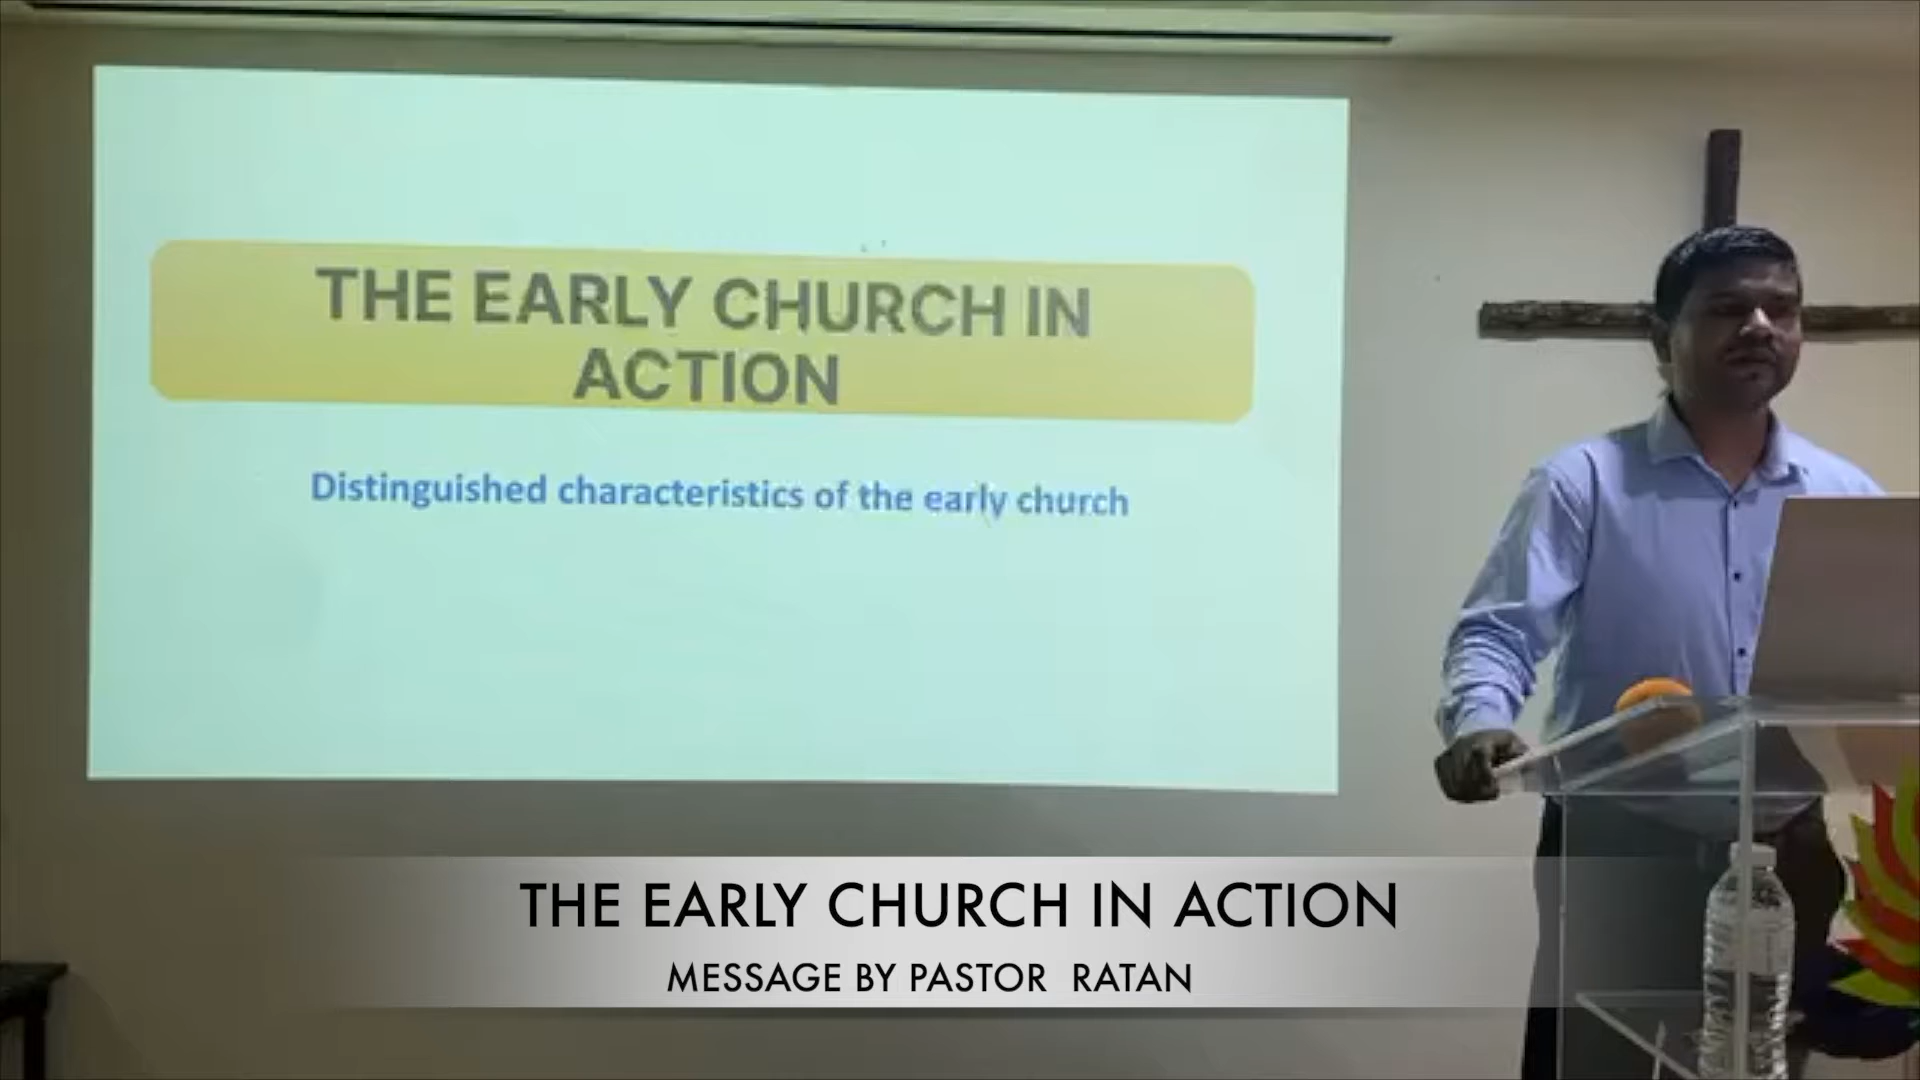 THE EARLY CHURCH IN
ACTION
Distinguished characteristics of the early church
THE EARLY CHURCH IN ACTION
MESSAGE BY PASTOR RATAN